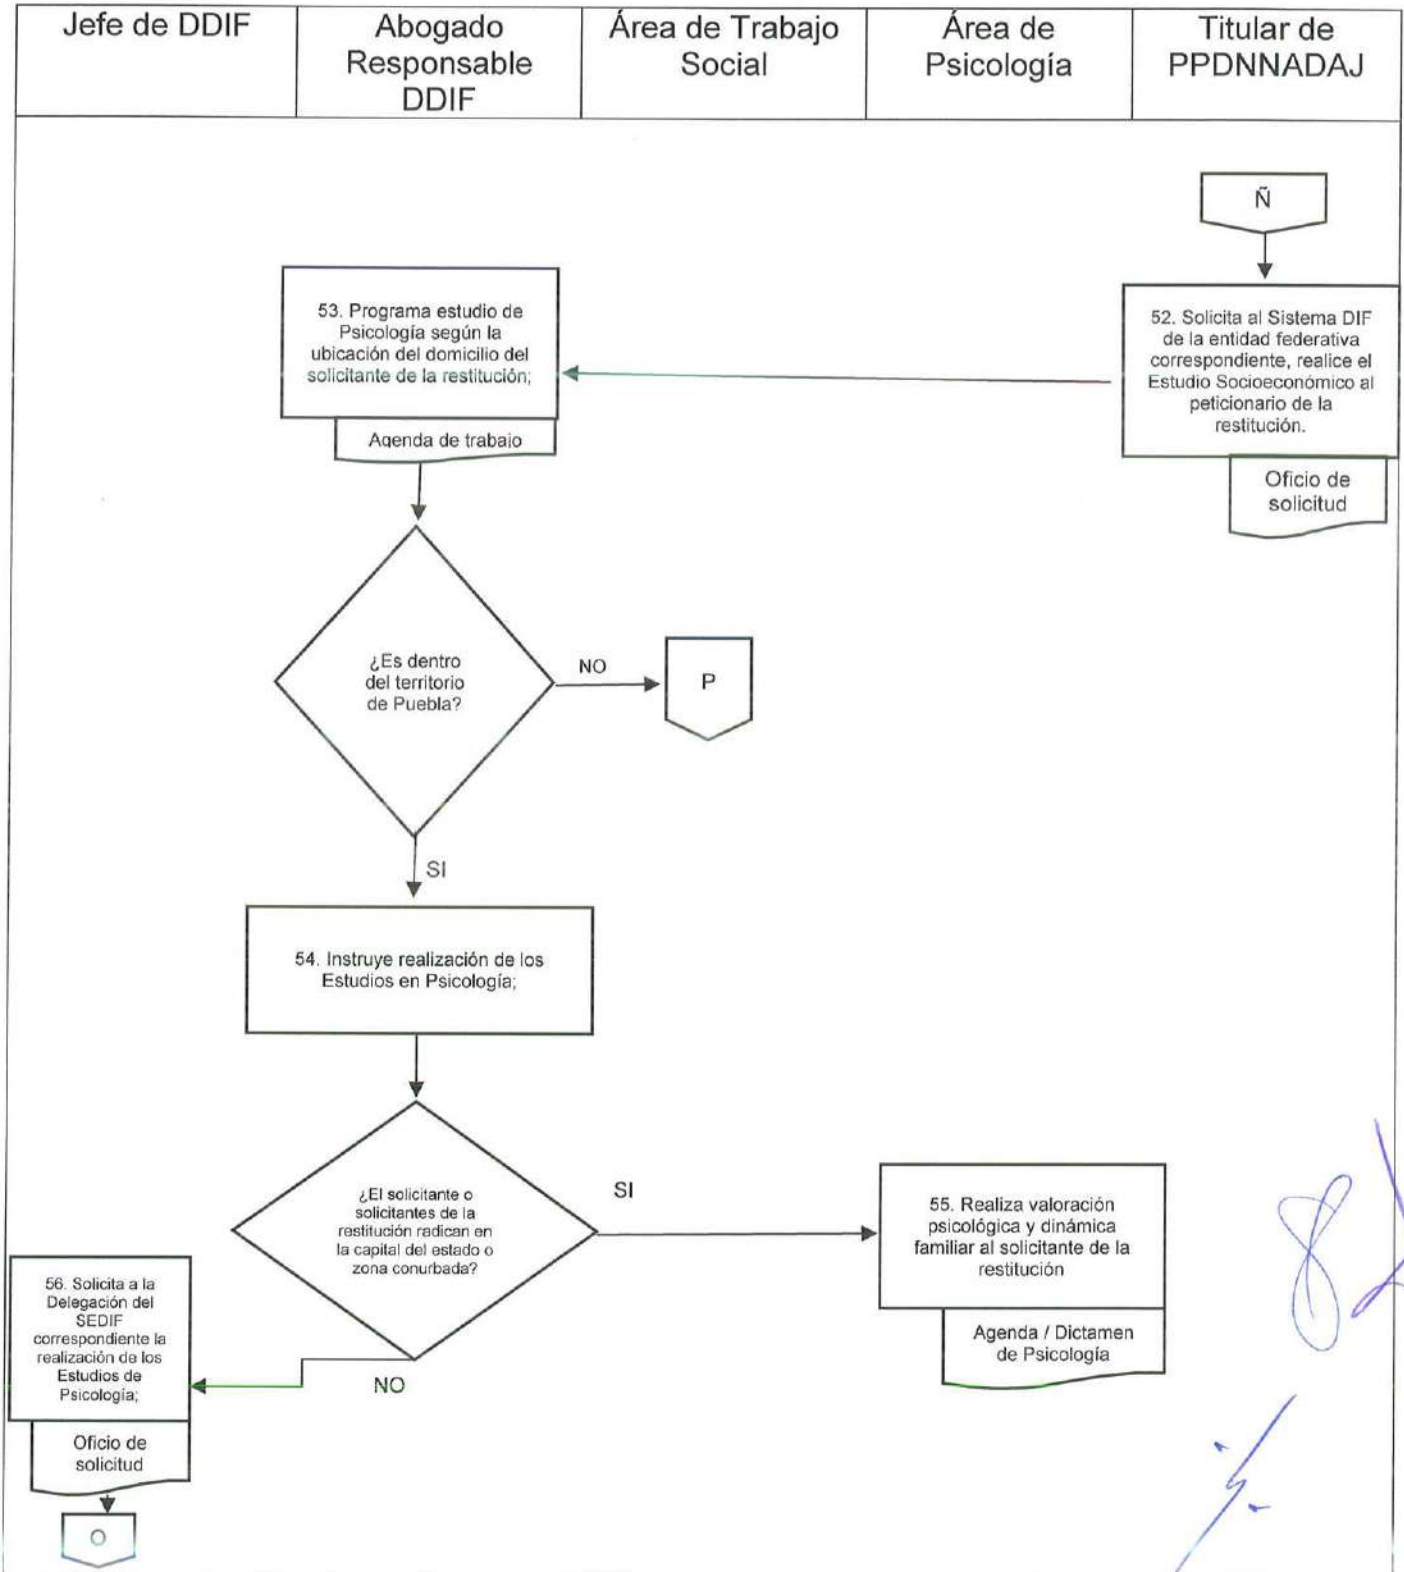 Jefe de DDIF
Abogado
Responsable
DDIF
Área de Trabajo
Social
Área de
Psicología
Titular de
PPDNNADAJ
Ñ
52. Solicita al Sistema DIF
de la entidad federativa
correspondiente, realice el
Estudio Socioeconómico al
peticionario de la
restitución.
Oficio de
solicitud
53. Programa estudio de
Psicología según la
ubicación del domicilio del
solicitante de la restitución;
Agenda de trabajo
¿Es dentro
del territorio
de Puebla?
NO
P
SI
54. Instruye realización de los
Estudios en Psicología;
¿El solicitante o
solicitantes de la
restitución radican en
la capital del estado o
zona conurbada?
SI
55. Realiza valoración
psicológica y dinámica
familiar al solicitante de la
restitución
Agenda / Dictamen
de Psicología
NO
56. Solicita a la
Delegación del
SEDIF
correspondiente la
realización de los
Estudios de
Psicología;
Oficio de
solicitud
O